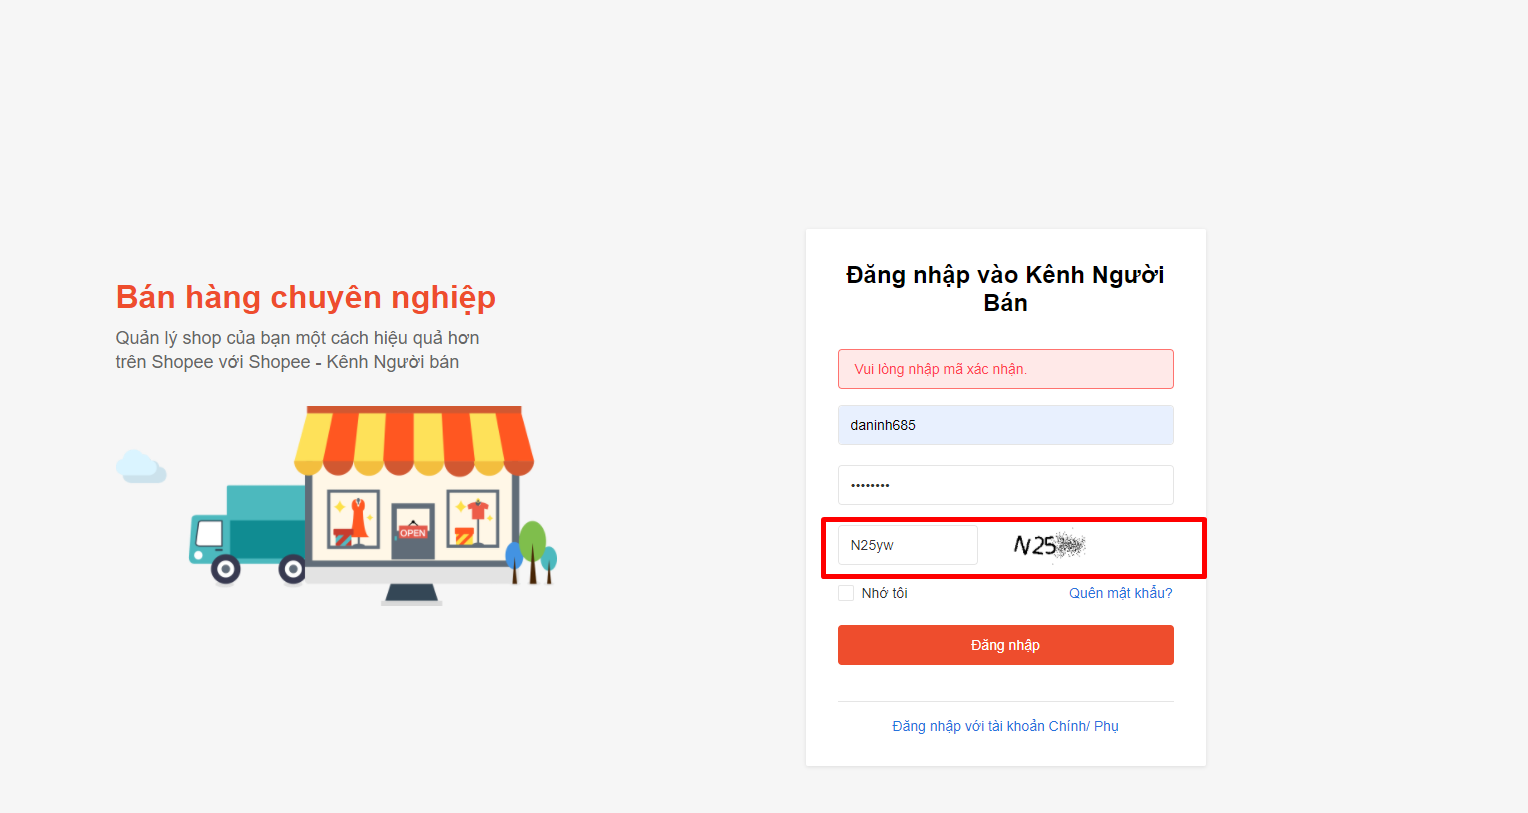 Bán hàng chuyên nghiệp
Quản lý shop của bạn một cách hiệu quả hơn
trên Shopee với Shopee - Kênh Người bán
OPEN
Đăng nhập vào Kênh Người
Bán
Vui lòng nhập mã xác nhận.
daninh685
••••••••
N25yw
N25
Nhớ tôi
Quên mật khẩu?
Đăng nhập
Đăng nhập với tài khoản Chính/ Phụ